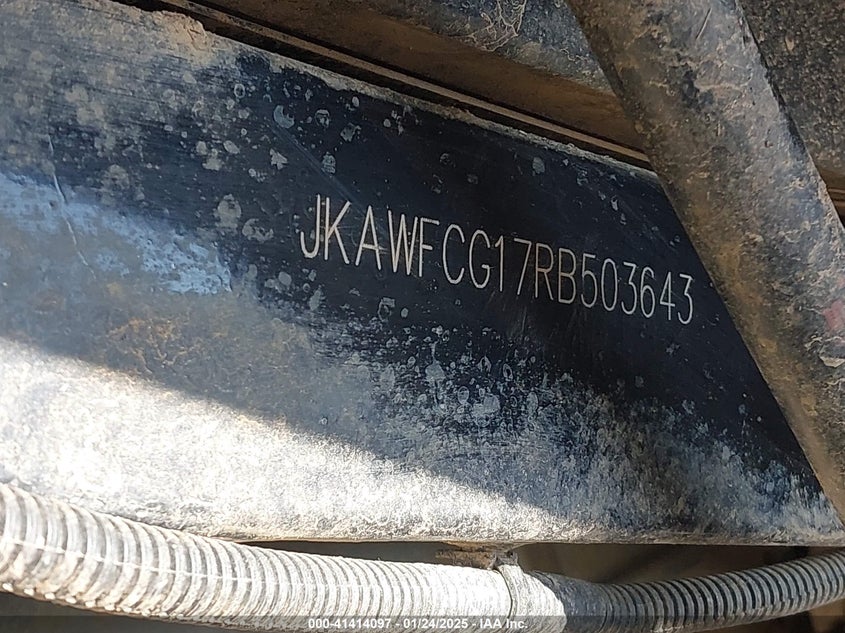 JKAWFCG17RB503643
000-41414097 - 01/24/2025 - IAA Inc.